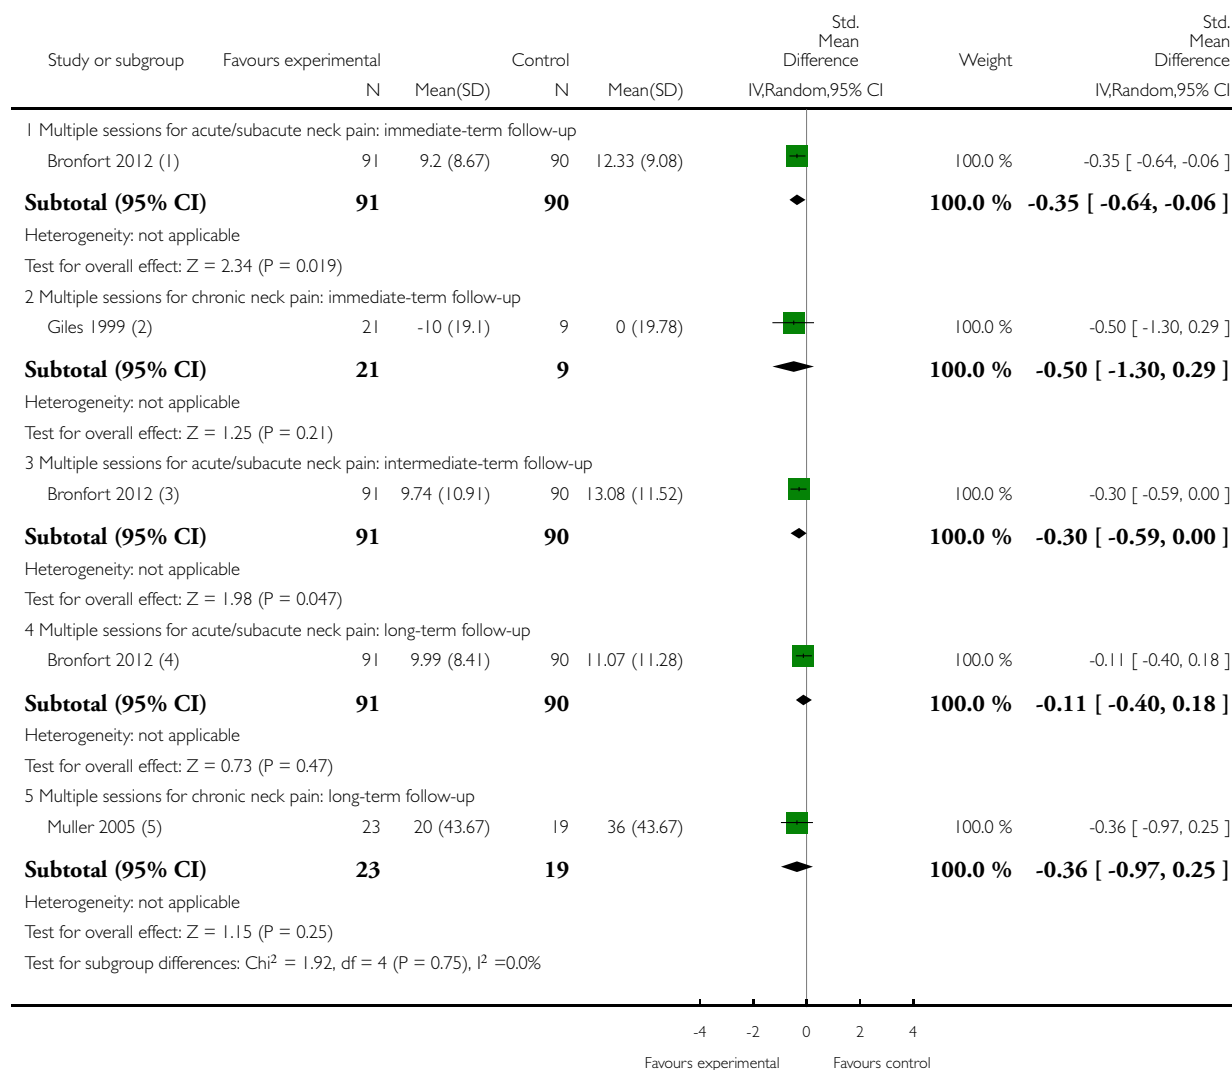 Std. Mean Difference Std. Mean Difference
Study or subgroup Favours experimental Control Weight
N Mean(SD) N Mean(SD) IV,Random,95% CI IV,Random,95% CI
1 Multiple sessions for acute/subacute neck pain: immediate-term follow-up
Bronfort 2012 (1) 91 9.2 (8.67) 90 12.33 (9.08) 100.0 % -0.35 [ -0.64, -0.06 ]
Subtotal (95% CI) 91 90 100.0 % -0.35 [ -0.64, -0.06 ]
Heterogeneity: not applicable
Test for overall effect: Z = 2.34 (P = 0.019)
2 Multiple sessions for chronic neck pain: immediate-term follow-up
Giles 1999 (2) 21 -10 (19.1) 9 0 (19.78) 100.0 % -0.50 [ -1.30, 0.29 ]
Subtotal (95% CI) 21 9 100.0 % -0.50 [ -1.30, 0.29 ]
Heterogeneity: not applicable
Test for overall effect: Z = 1.25 (P = 0.21)
3 Multiple sessions for acute/subacute neck pain: intermediate-term follow-up
Bronfort 2012 (3) 91 9.74 (10.91) 90 13.08 (11.52) 100.0 % -0.30 [ -0.59, 0.00 ]
Subtotal (95% CI) 91 90 100.0 % -0.30 [ -0.59, 0.00 ]
Heterogeneity: not applicable
Test for overall effect: Z = 1.98 (P = 0.047)
4 Multiple sessions for acute/subacute neck pain: long-term follow-up
Bronfort 2012 (4) 91 9.99 (8.41) 90 11.07 (11.28) 100.0 % -0.11 [ -0.40, 0.18 ]
Subtotal (95% CI) 91 90 100.0 % -0.11 [ -0.40, 0.18 ]
Heterogeneity: not applicable
Test for overall effect: Z = 0.73 (P = 0.47)
5 Multiple sessions for chronic neck pain: long-term follow-up
Muller 2005 (5) 23 20 (43.67) 19 36 (43.67) 100.0 % -0.36 [ -0.97, 0.25 ]
Subtotal (95% CI) 23 19 100.0 % -0.36 [ -0.97, 0.25 ]
Heterogeneity: not applicable
Test for overall effect: Z = 1.15 (P = 0.25)
Test for subgroup differences: Chi² = 1.92, df = 4 (P = 0.75), I² =0.0%
-4 -2 0 2 4
Favours experimental Favours control